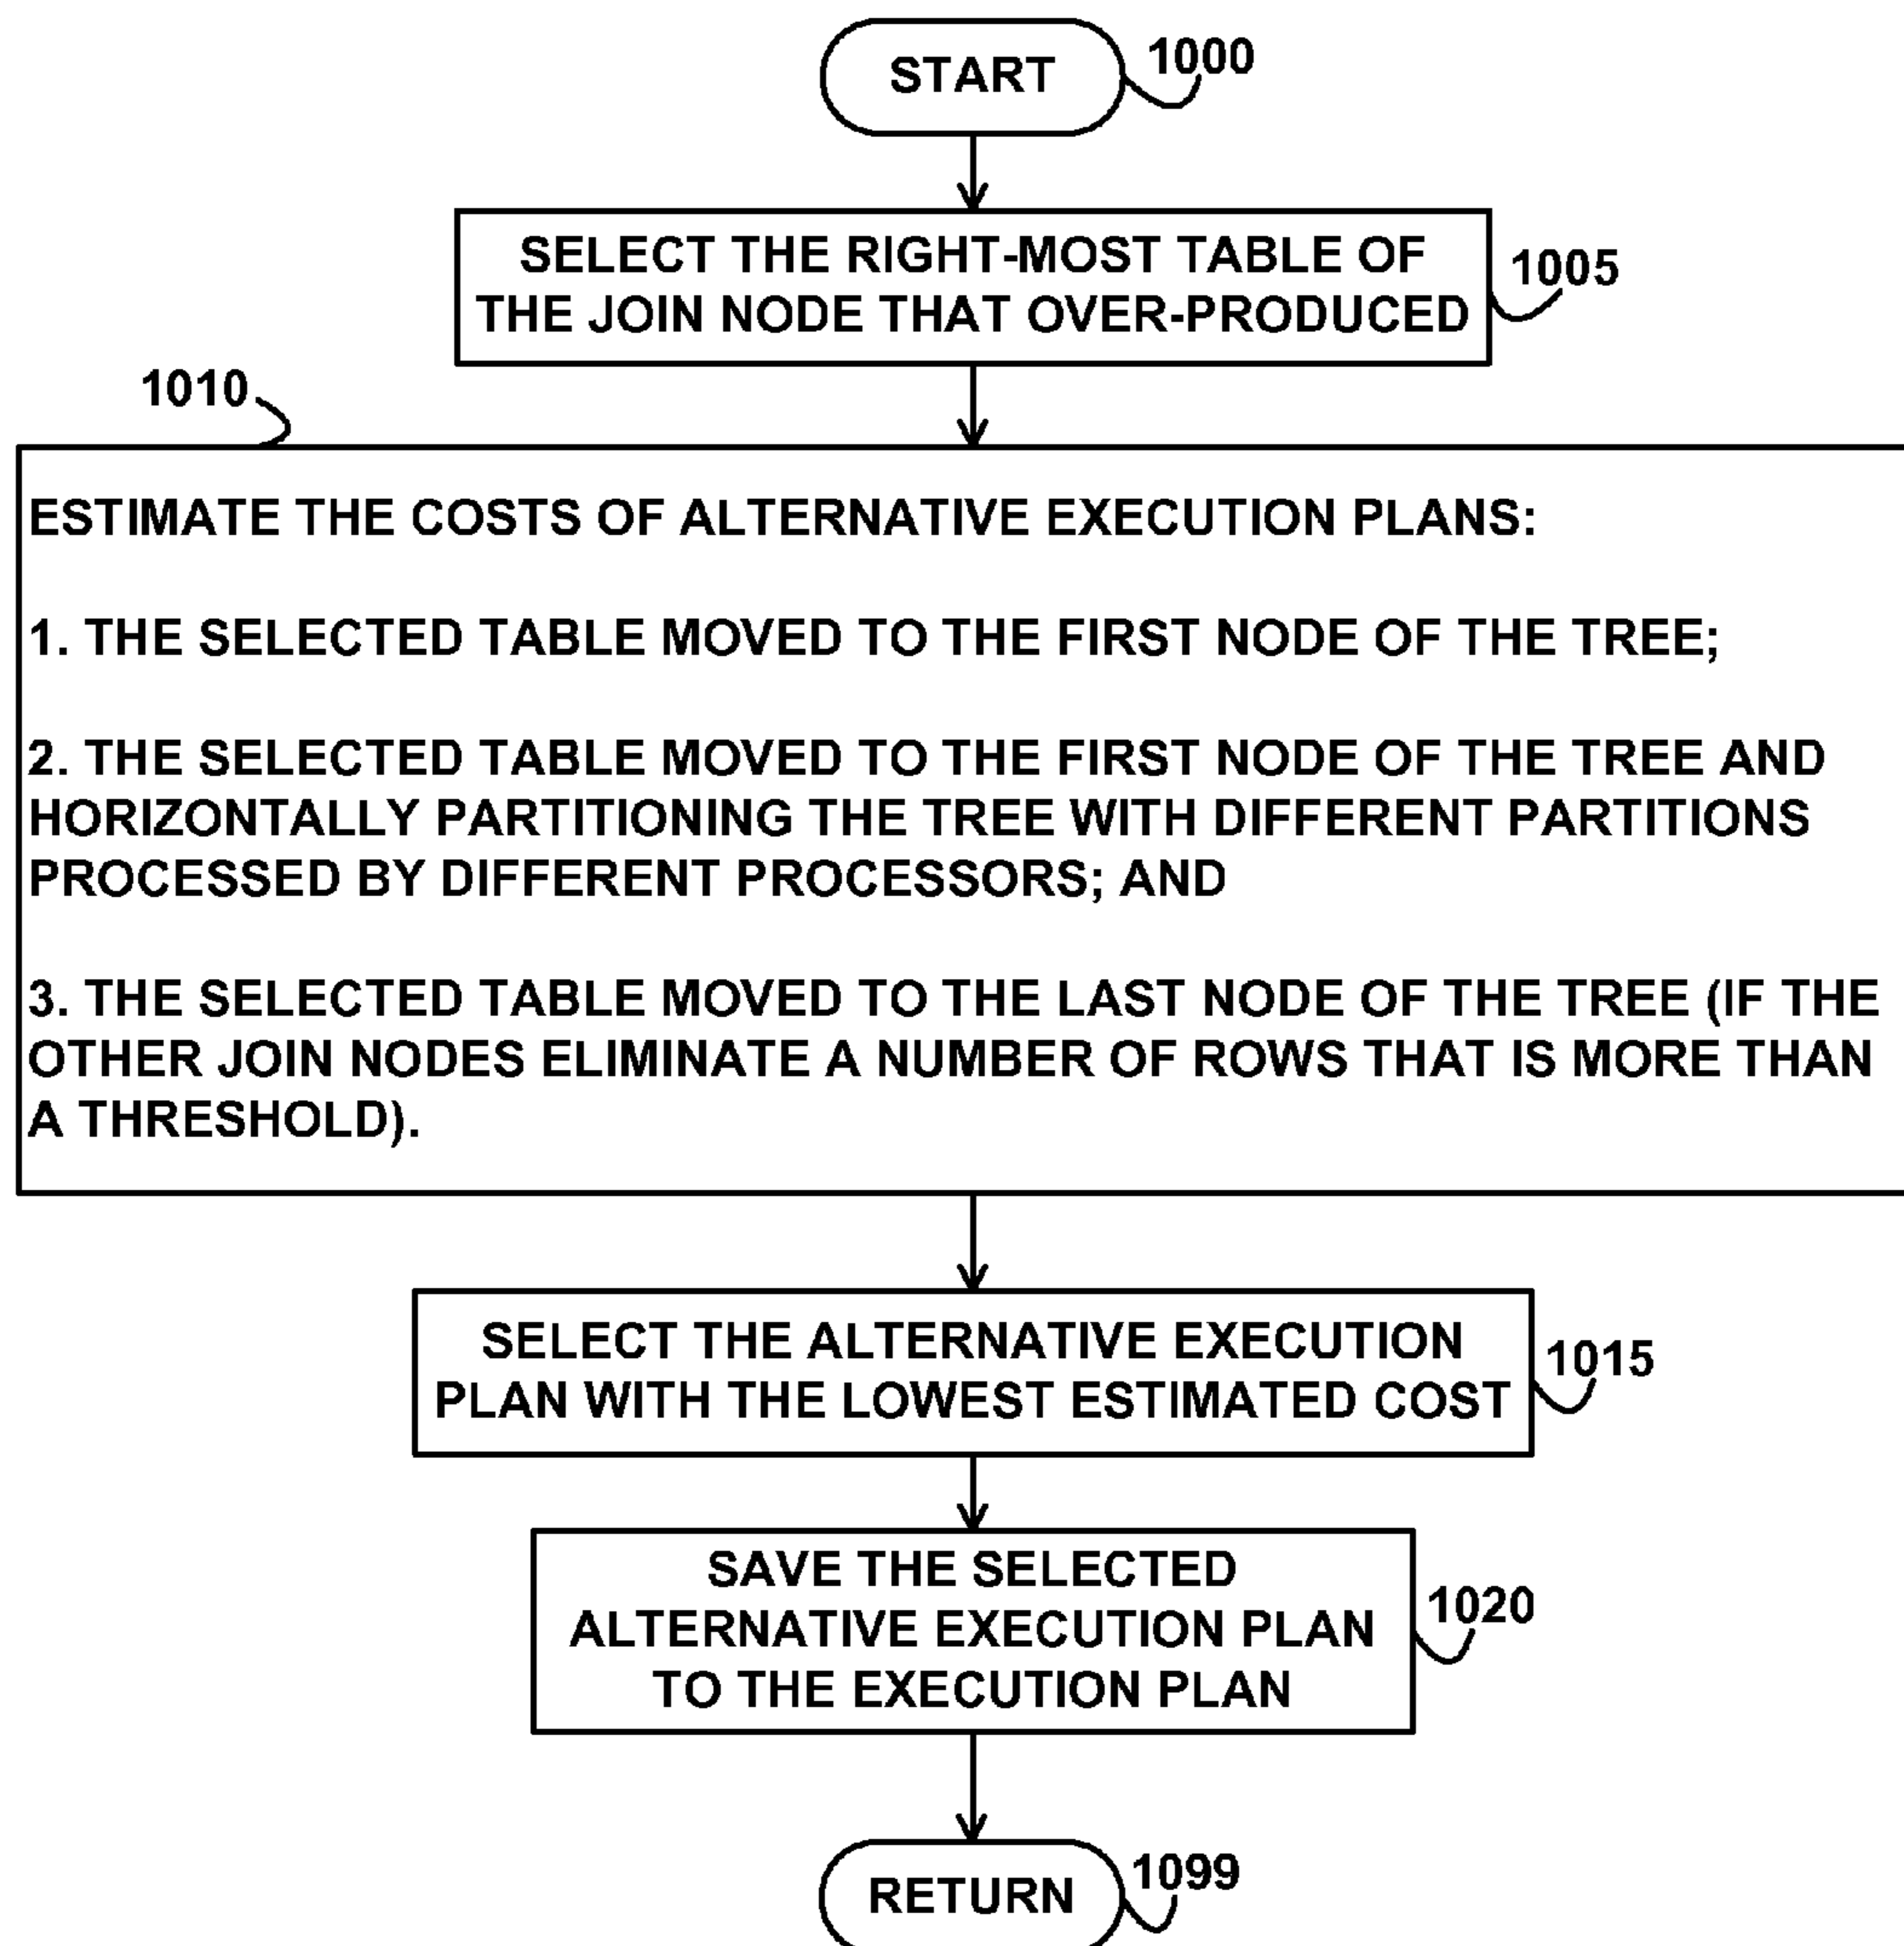 START
1000
SELECT THE RIGHT-MOST TABLE OF
THE JOIN NODE THAT OVER-PRODUCED
1005
1010
ESTIMATE THE COSTS OF ALTERNATIVE EXECUTION PLANS:
1. THE SELECTED TABLE MOVED TO THE FIRST NODE OF THE TREE;
2. THE SELECTED TABLE MOVED TO THE FIRST NODE OF THE TREE AND
HORIZONTALLY PARTITIONING THE TREE WITH DIFFERENT PARTITIONS
PROCESSED BY DIFFERENT PROCESSORS; AND
3. THE SELECTED TABLE MOVED TO THE LAST NODE OF THE TREE (IF THE
OTHER JOIN NODES ELIMINATE A NUMBER OF ROWS THAT IS MORE THAN
A THRESHOLD).
SELECT THE ALTERNATIVE EXECUTION
PLAN WITH THE LOWEST ESTIMATED COST
1015
SAVE THE SELECTED
ALTERNATIVE EXECUTION PLAN
TO THE EXECUTION PLAN
1020
RETURN
1099